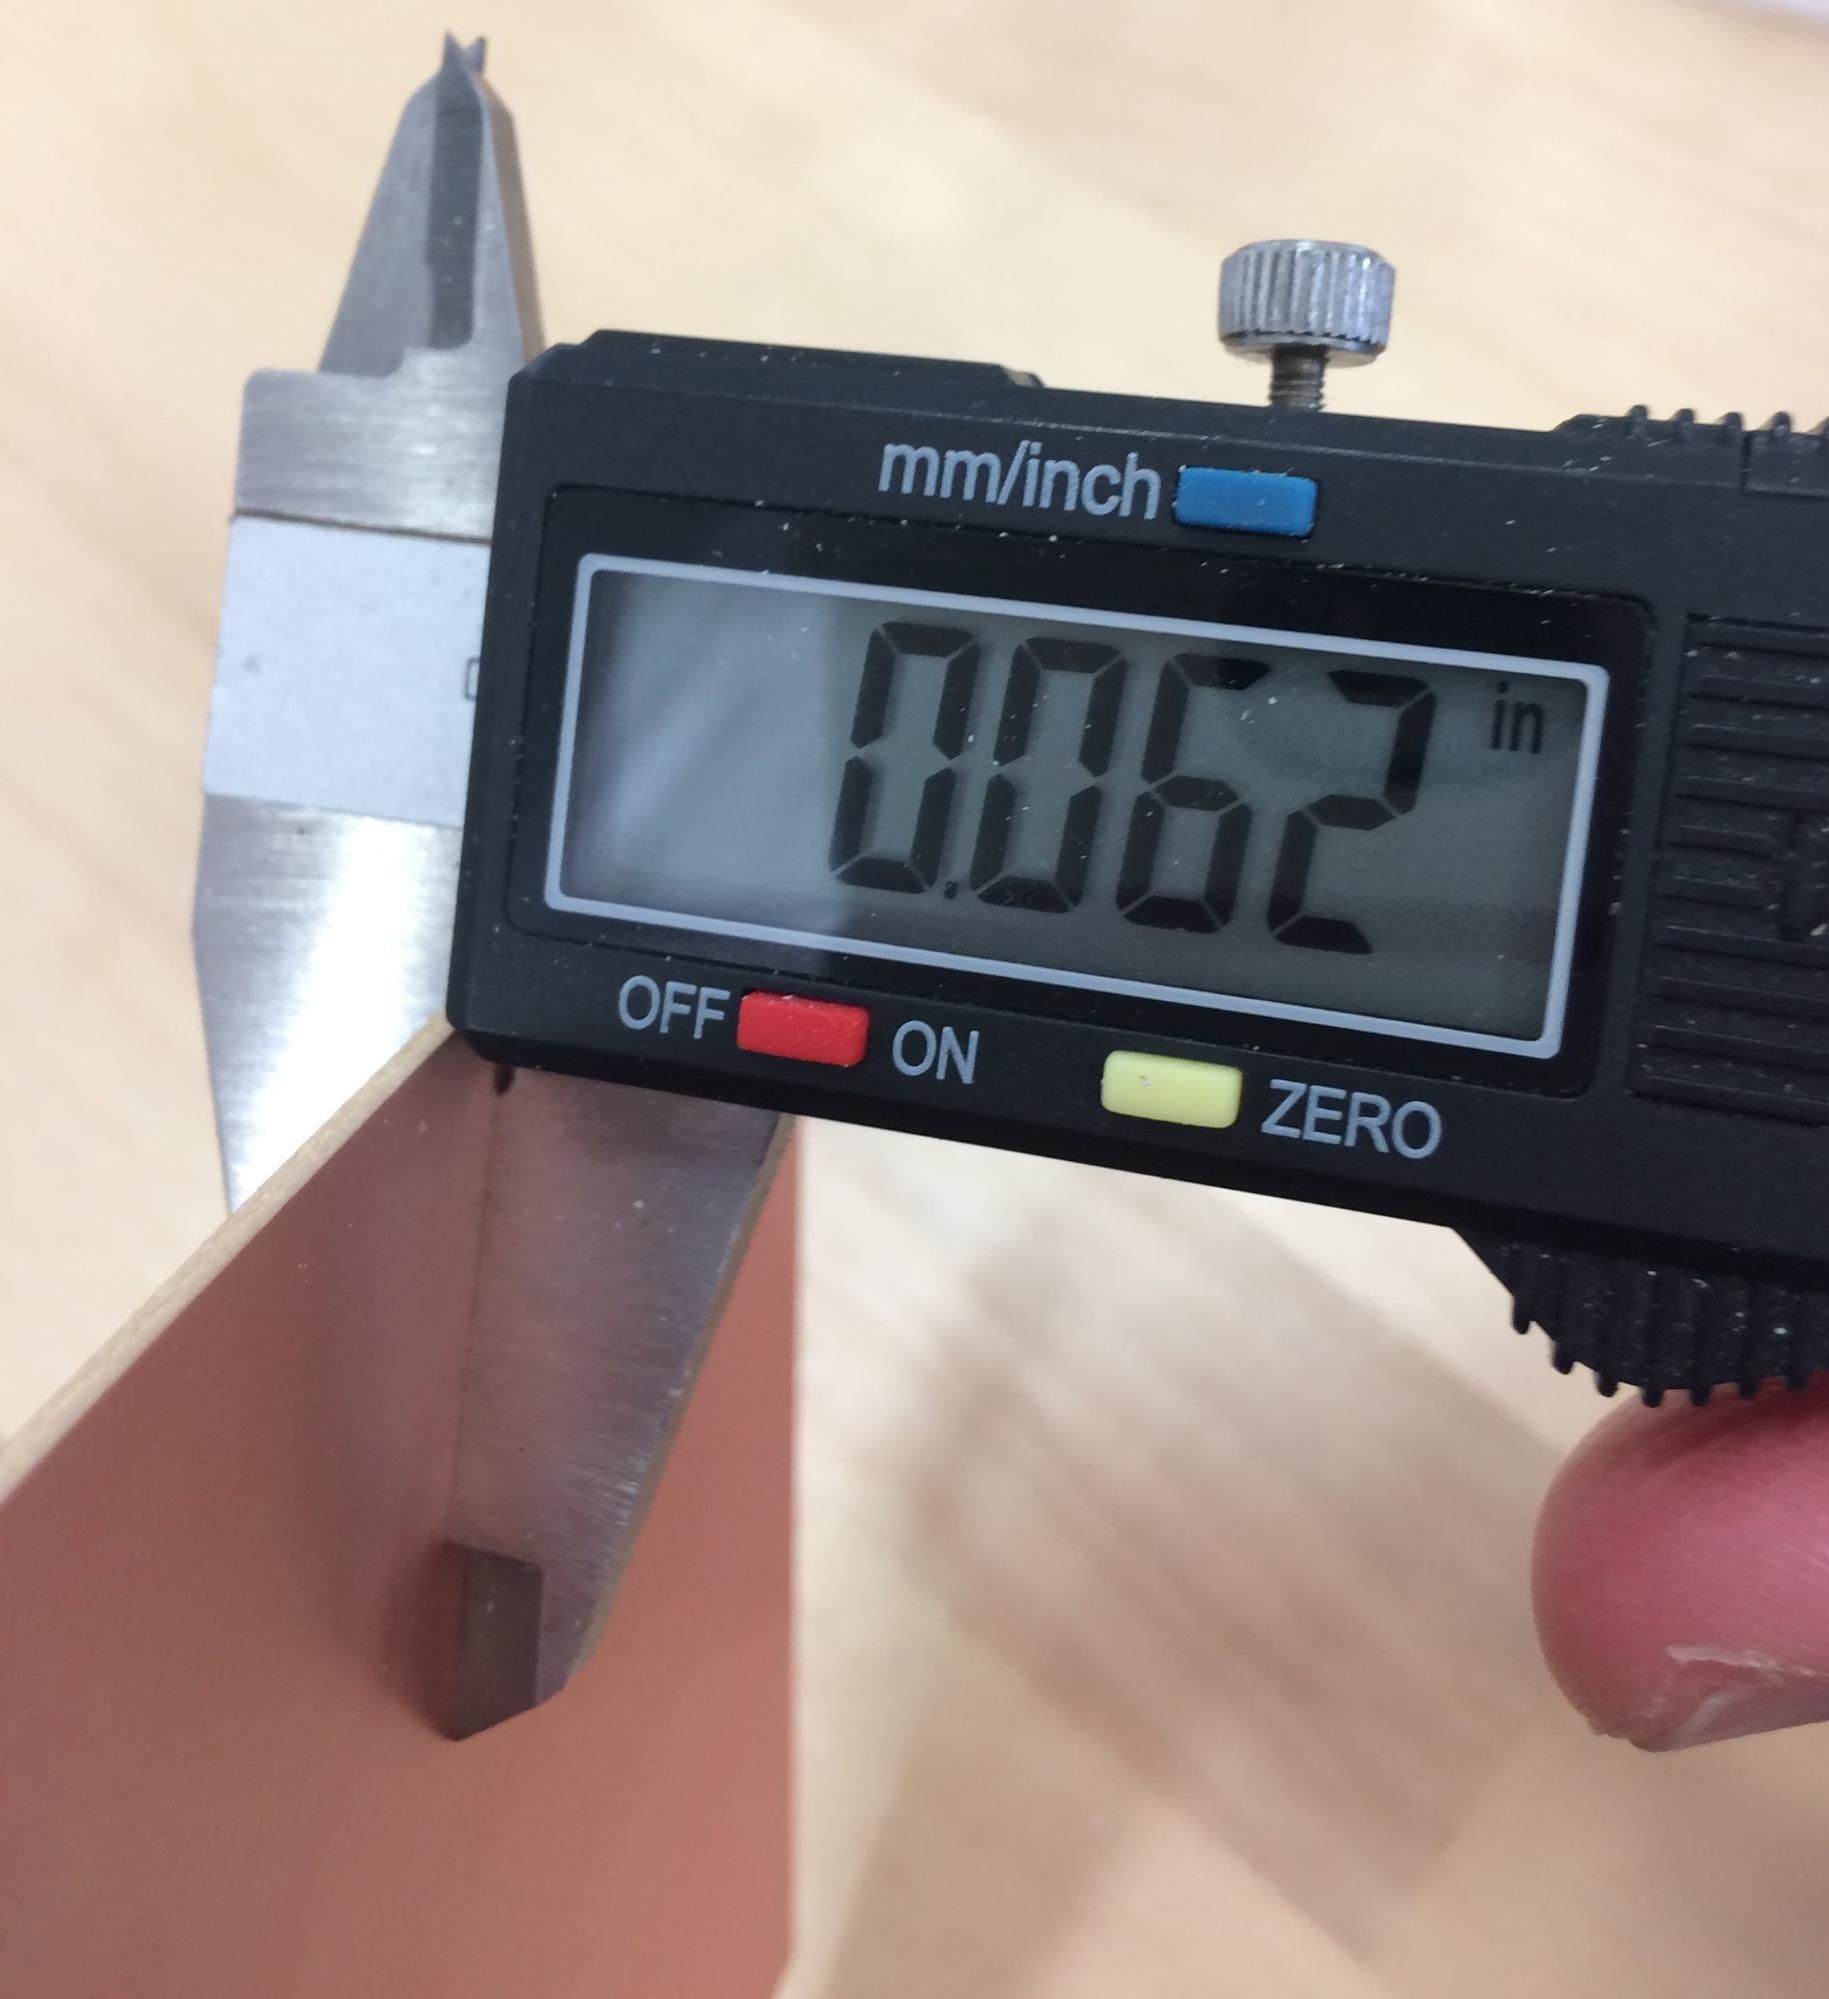 mm/inch
0.062 in
OFF ON ZERO